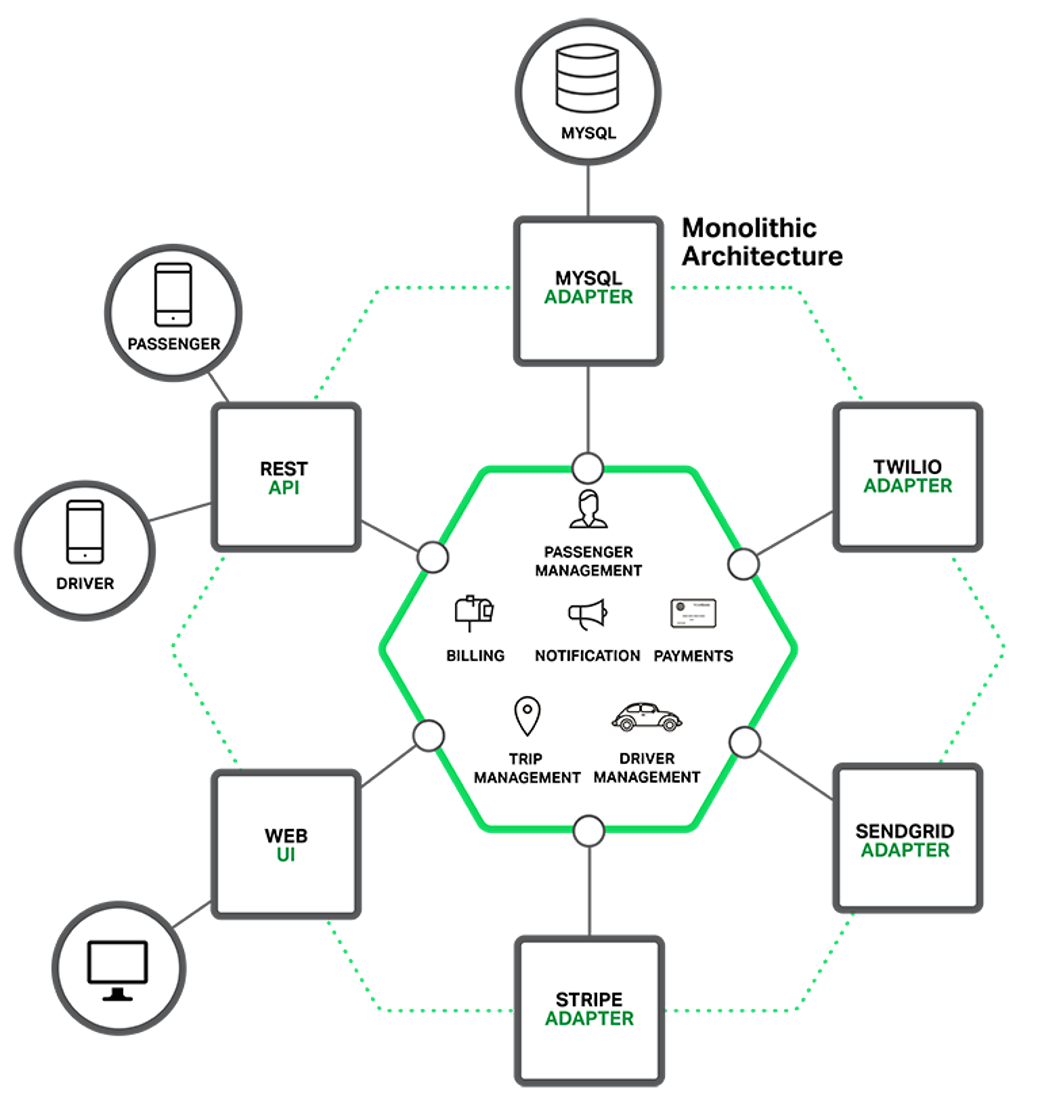 MYSQL
Monolithic
Architecture
MYSQL
ADAPTER
PASSENGER
REST
API
TWILIO
ADAPTER
DRIVER
PASSENGER
MANAGEMENT
BILLING
NOTIFICATION
PAYMENTS
TRIP
MANAGEMENT
DRIVER
MANAGEMENT
WEB
UI
SENDGRID
ADAPTER
STRIPE
ADAPTER